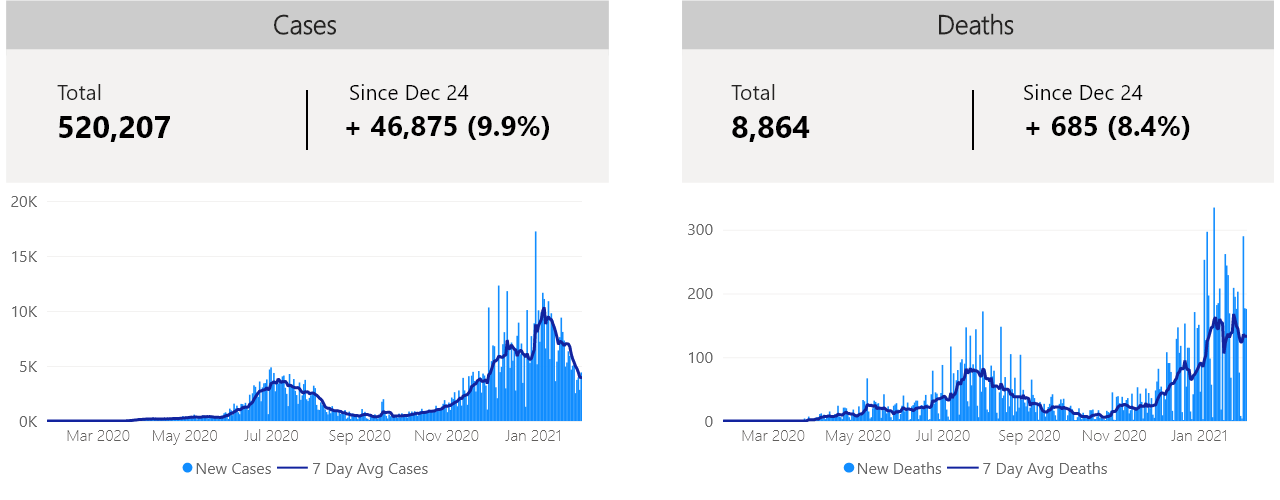 Cases
Total
520,207
Since Dec 24
+ 46,875 (9.9%)
20K
15K
10K
5K
0K
Mar 2020 May 2020 Jul 2020 Sep 2020 Nov 2020 Jan 2021
New Cases 7 Day Avg Cases
Deaths
Total
8,864
Since Dec 24
+ 685 (8.4%)
300
200
100
0
Mar 2020 May 2020 Jul 2020 Sep 2020 Nov 2020 Jan 2021
New Deaths 7 Day Avg Deaths